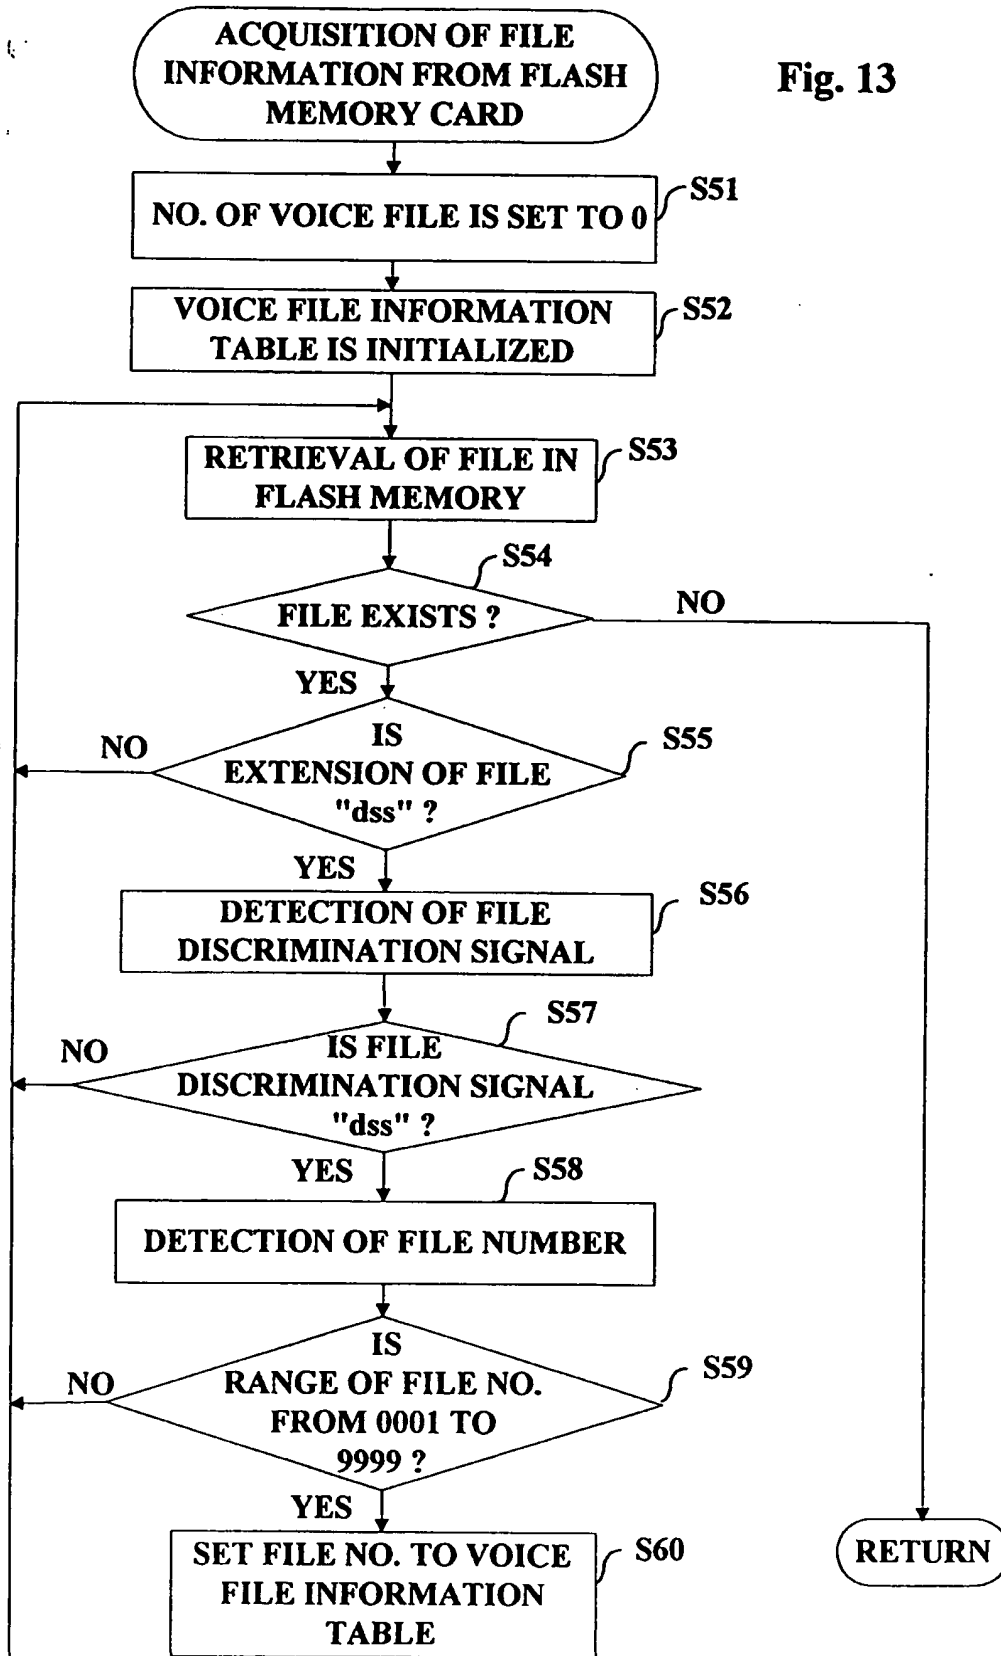 ACQUISITION OF FILE
INFORMATION FROM FLASH
MEMORY CARD
Fig. 13
NO. OF VOICE FILE IS SET TO 0
S51
VOICE FILE INFORMATION
TABLE IS INITIALIZED
S52
RETRIEVAL OF FILE IN
FLASH MEMORY
S53
S54
FILE EXISTS ?
NO
YES
IS
EXTENSION OF FILE
"dss" ?
S55
NO
YES
DETECTION OF FILE
DISCRIMINATION SIGNAL
S56
S57
IS FILE
DISCRIMINATION SIGNAL
"dss" ?
NO
YES
S58
DETECTION OF FILE NUMBER
IS
RANGE OF FILE NO.
FROM 0001 TO
9999 ?
S59
NO
YES
SET FILE NO. TO VOICE
FILE INFORMATION
TABLE
S60
RETURN